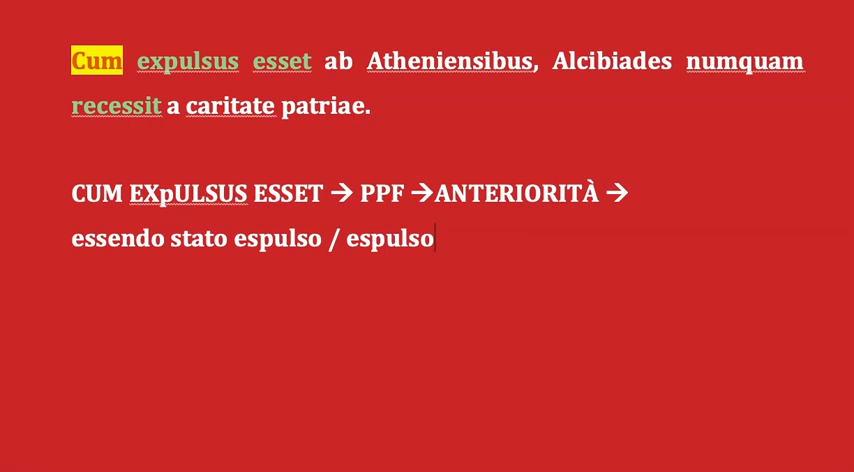 Cum expulsus esset ab Atheniensibus, Alcibiades numquam
recessit a caritate patriae.
CUM EXpULSUS ESSET → PPF →ANTERIORITÀ →
essendo stato espulso / espulso